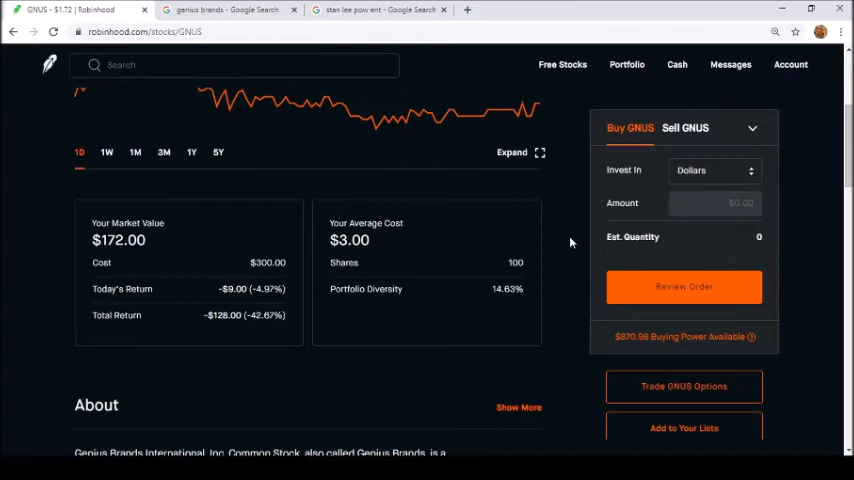 GNUS - $1.72 | Robinhood
genius brands - Google Search
stan lee pow ent - Google Search
robinhood.com/stocks/GNUS
Search
Free Stocks
Portfolio
Cash
Messages
Account
1D
1W
1M
3M
1Y
5Y
Expand
Your Market Value
$172.00
Cost
$300.00
Today's Return
-$9.00 (-4.97%)
Total Return
-$128.00 (-42.67%)
Your Average Cost
$3.00
Shares
100
Portfolio Diversity
14.63%
Buy GNUS
Sell GNUS
Invest In
Dollars
Amount
$0.00
Est. Quantity
0
Review Order
$870.98 Buying Power Available
Trade GNUS Options
Add to Your Lists
About
Show More
Genius Brands International, Inc. Common Stock, also called Genius Brands, is a